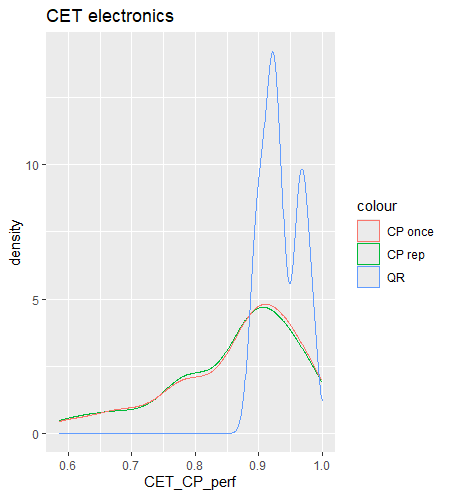 CET electronics
density
10
5
0
0.6 0.7 0.8 0.9 1.0
CET_CP_perf
colour
CP once
CP rep
QR